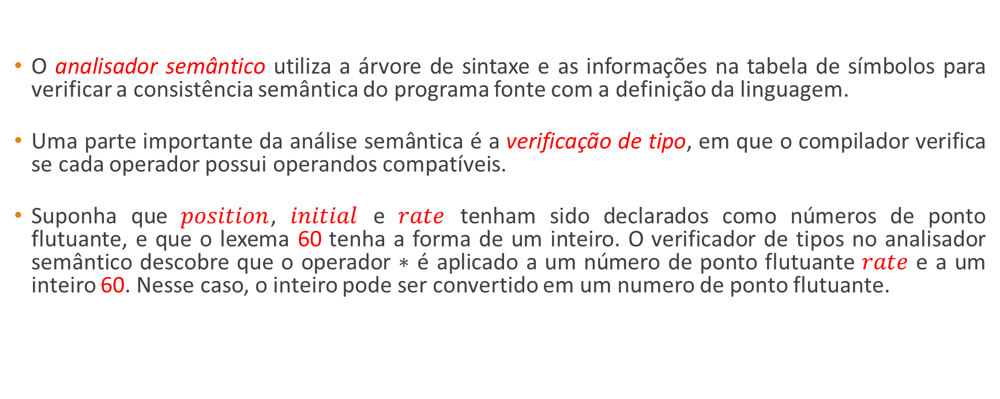 • O analisador semântico utiliza a árvore de sintaxe e as informações na tabela de símbolos para
verificar a consistência semântica do programa fonte com a definição da linguagem.
• Uma parte importante da análise semântica é a verificação de tipo, em que o compilador verifica
se cada operador possui operandos compatíveis.
• Suponha que position, initial e rate tenham sido declarados como números de ponto
flutuante, e que o lexema 60 tenha a forma de um inteiro. O verificador de tipos no analisador
semântico descobre que o operador ∗ é aplicado a um número de ponto flutuante rate e a um
inteiro 60. Nesse caso, o inteiro pode ser convertido em um numero de ponto flutuante.